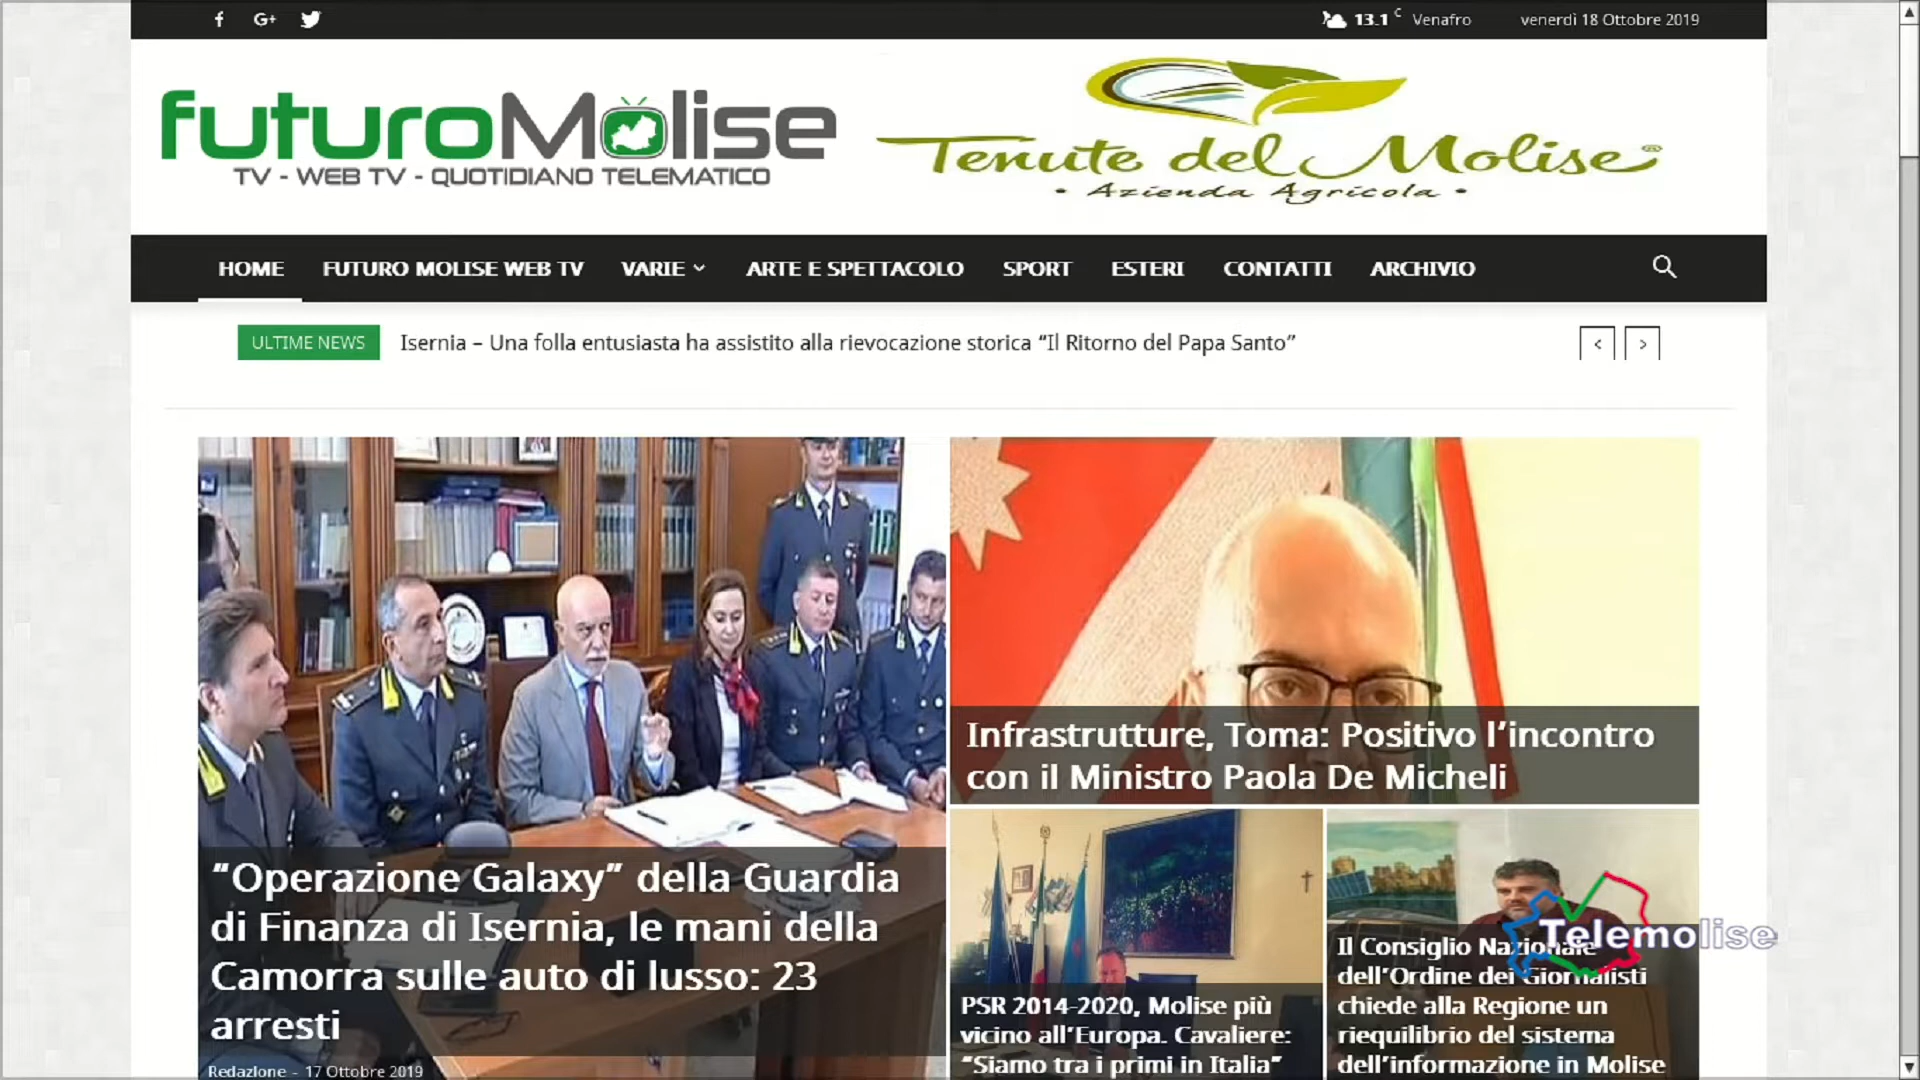 13.1 C Venafro venerdì 18 Ottobre 2019
futuroMolise
TV - WEB TV - QUOTIDIANO TELEMATICO
Tenute del Molise®
• Azienda Agricola •
HOME FUTURO MOLISE WEB TV VARIE ARTE E SPETTACOLO SPORT ESTERI CONTATTI ARCHIVIO
ULTIME NEWS Isernia – Una folla entusiasta ha assistito alla rievocazione storica “Il Ritorno del Papa Santo”
“Operazione Galaxy” della Guardia
di Finanza di Isernia, le mani della
Camorra sulle auto di lusso: 23
arresti
Redazione - 17 Ottobre 2019
Infrastrutture, Toma: Positivo l’incontro
con il Ministro Paola De Micheli
PSR 2014-2020, Molise più
vicino all’Europa. Cavaliere:
“Siamo tra i primi in Italia”
Il Consiglio Nazionale
dell’Ordine dei Giornalisti
chiede alla Regione un
riequilibrio del sistema
dell’informazione in Molise
Telemolise